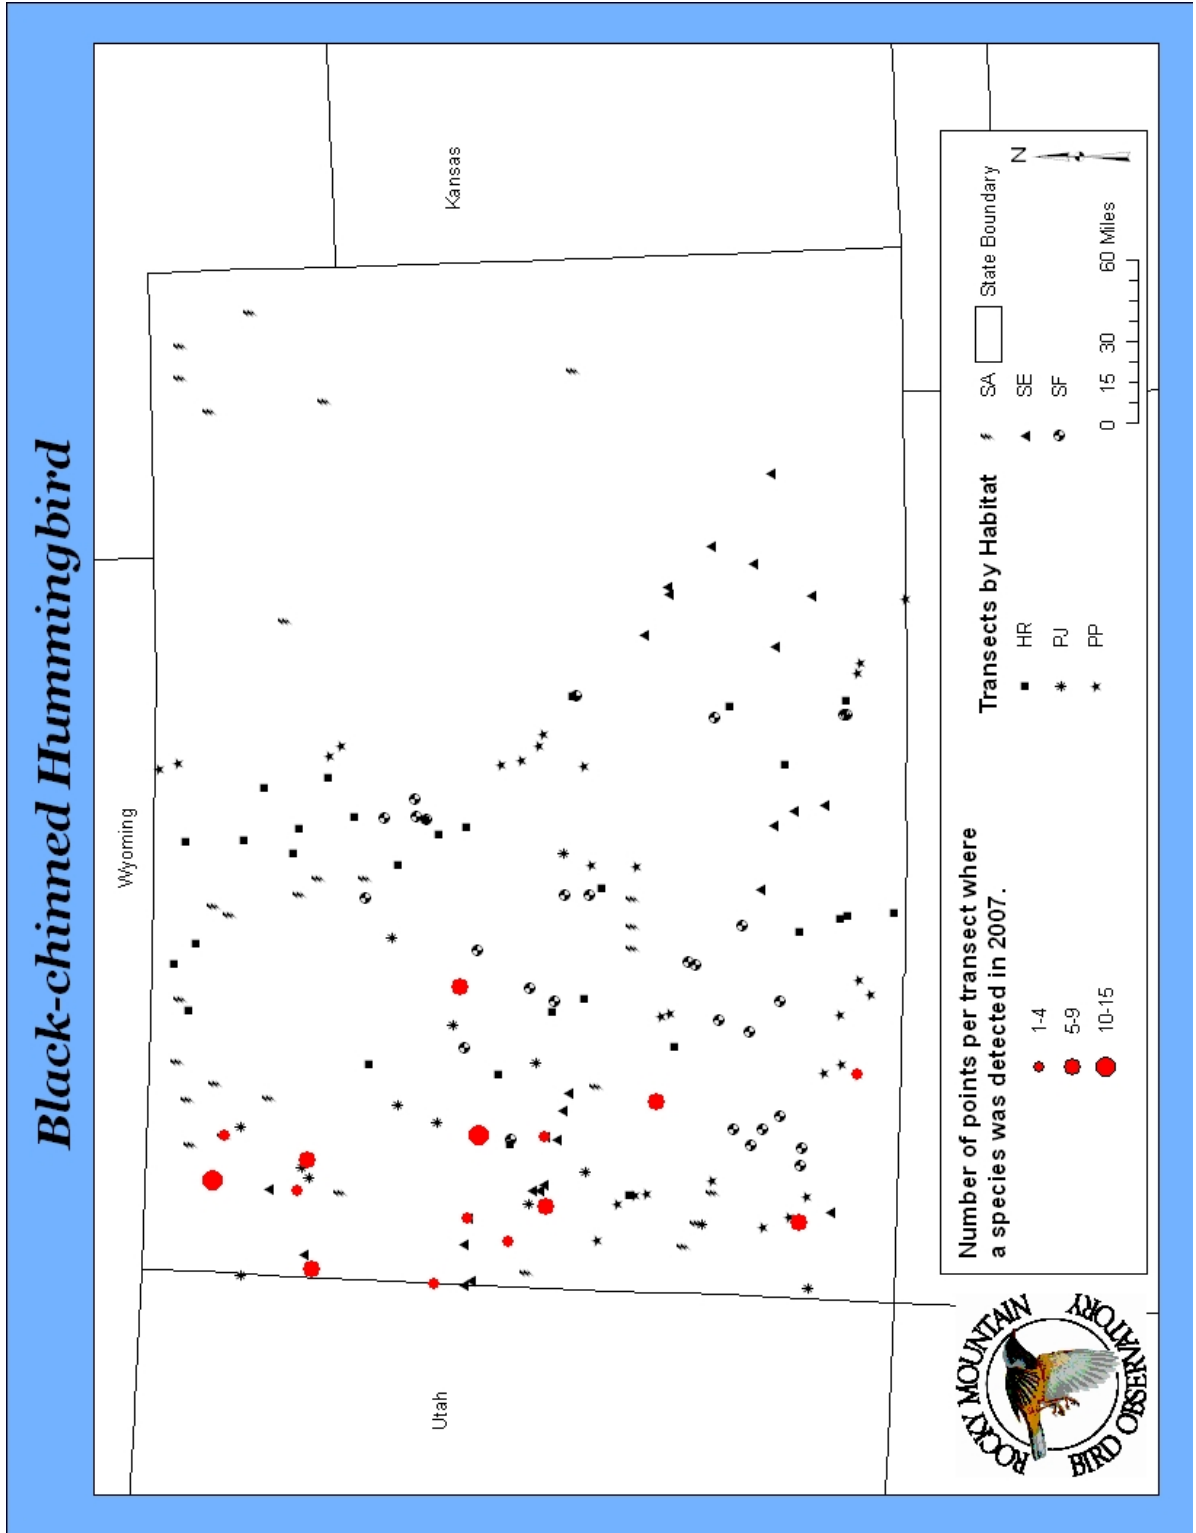 Black-chinned Hummingbird
Wyoming
Utah
Kansas
Number of points per transect where
a species was detected in 2007.
1-4
5-9
10-15
Transects by Habitat
HR
PJ
PP
SA
SE
SF
State Boundary
N
0 15 30 60 Miles
ROCKY MOUNTAIN
BIRD OBSERVATORY